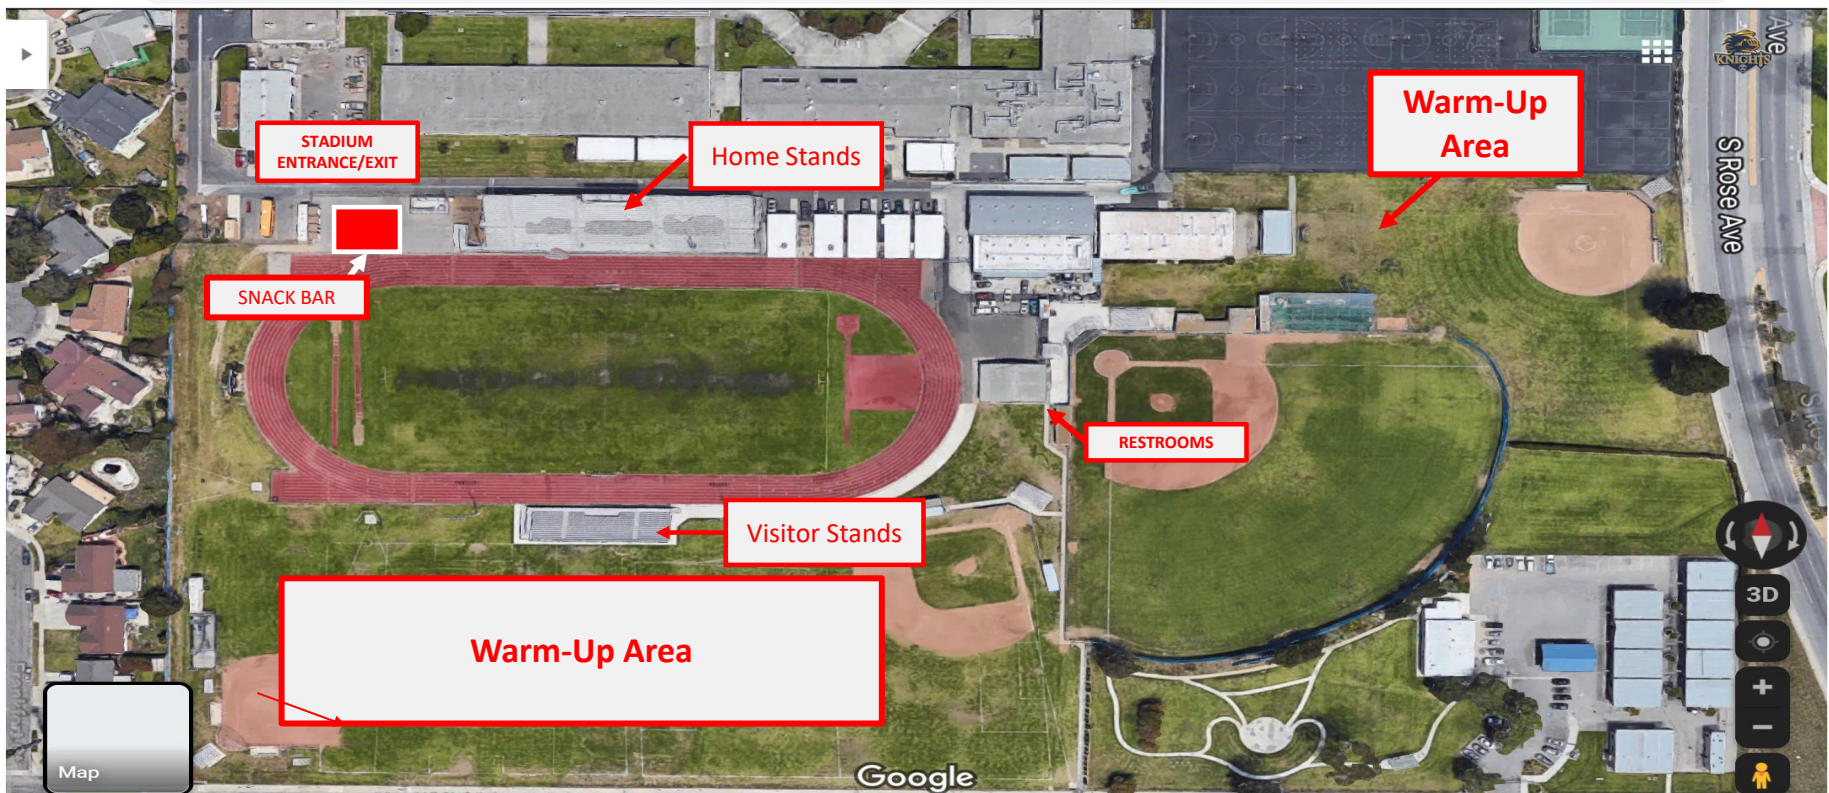 Ave
KNIGHTS
Warm-Up
Area
STADIUM
ENTRANCE/EXIT
Home Stands
S Rose Ave
SNACK BAR
RESTROOMS
Visitor Stands
3D
Warm-Up Area
Map
Google